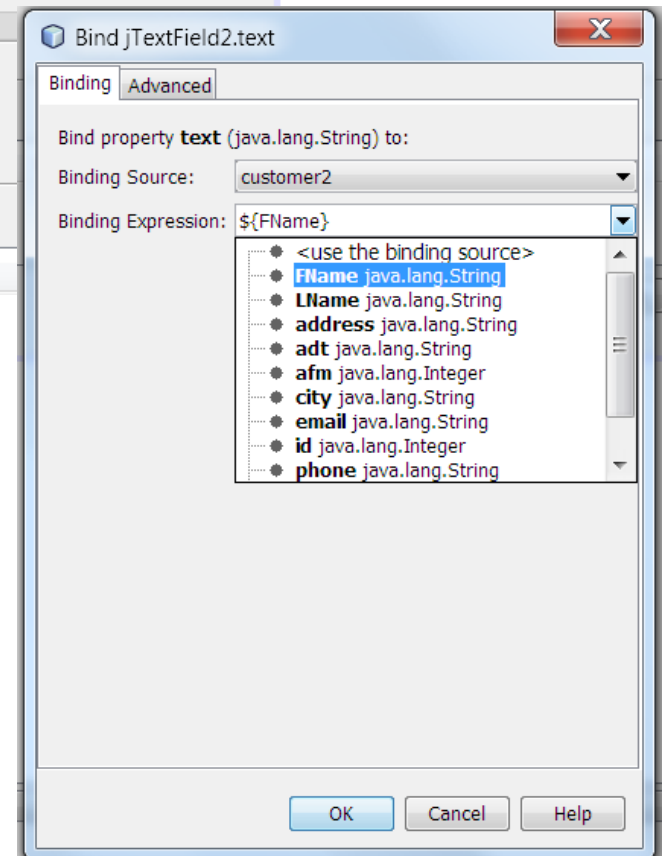 Bind jTextField2.text
Binding Advanced
Bind property text (java.lang.String) to:
Binding Source: customer2
Binding Expression: ${FName}
<use the binding source>
FName java.lang.String
LName java.lang.String
address java.lang.String
adt java.lang.String
afm java.lang.Integer
city java.lang.String
email java.lang.String
id java.lang.Integer
phone java.lang.String
OK Cancel Help